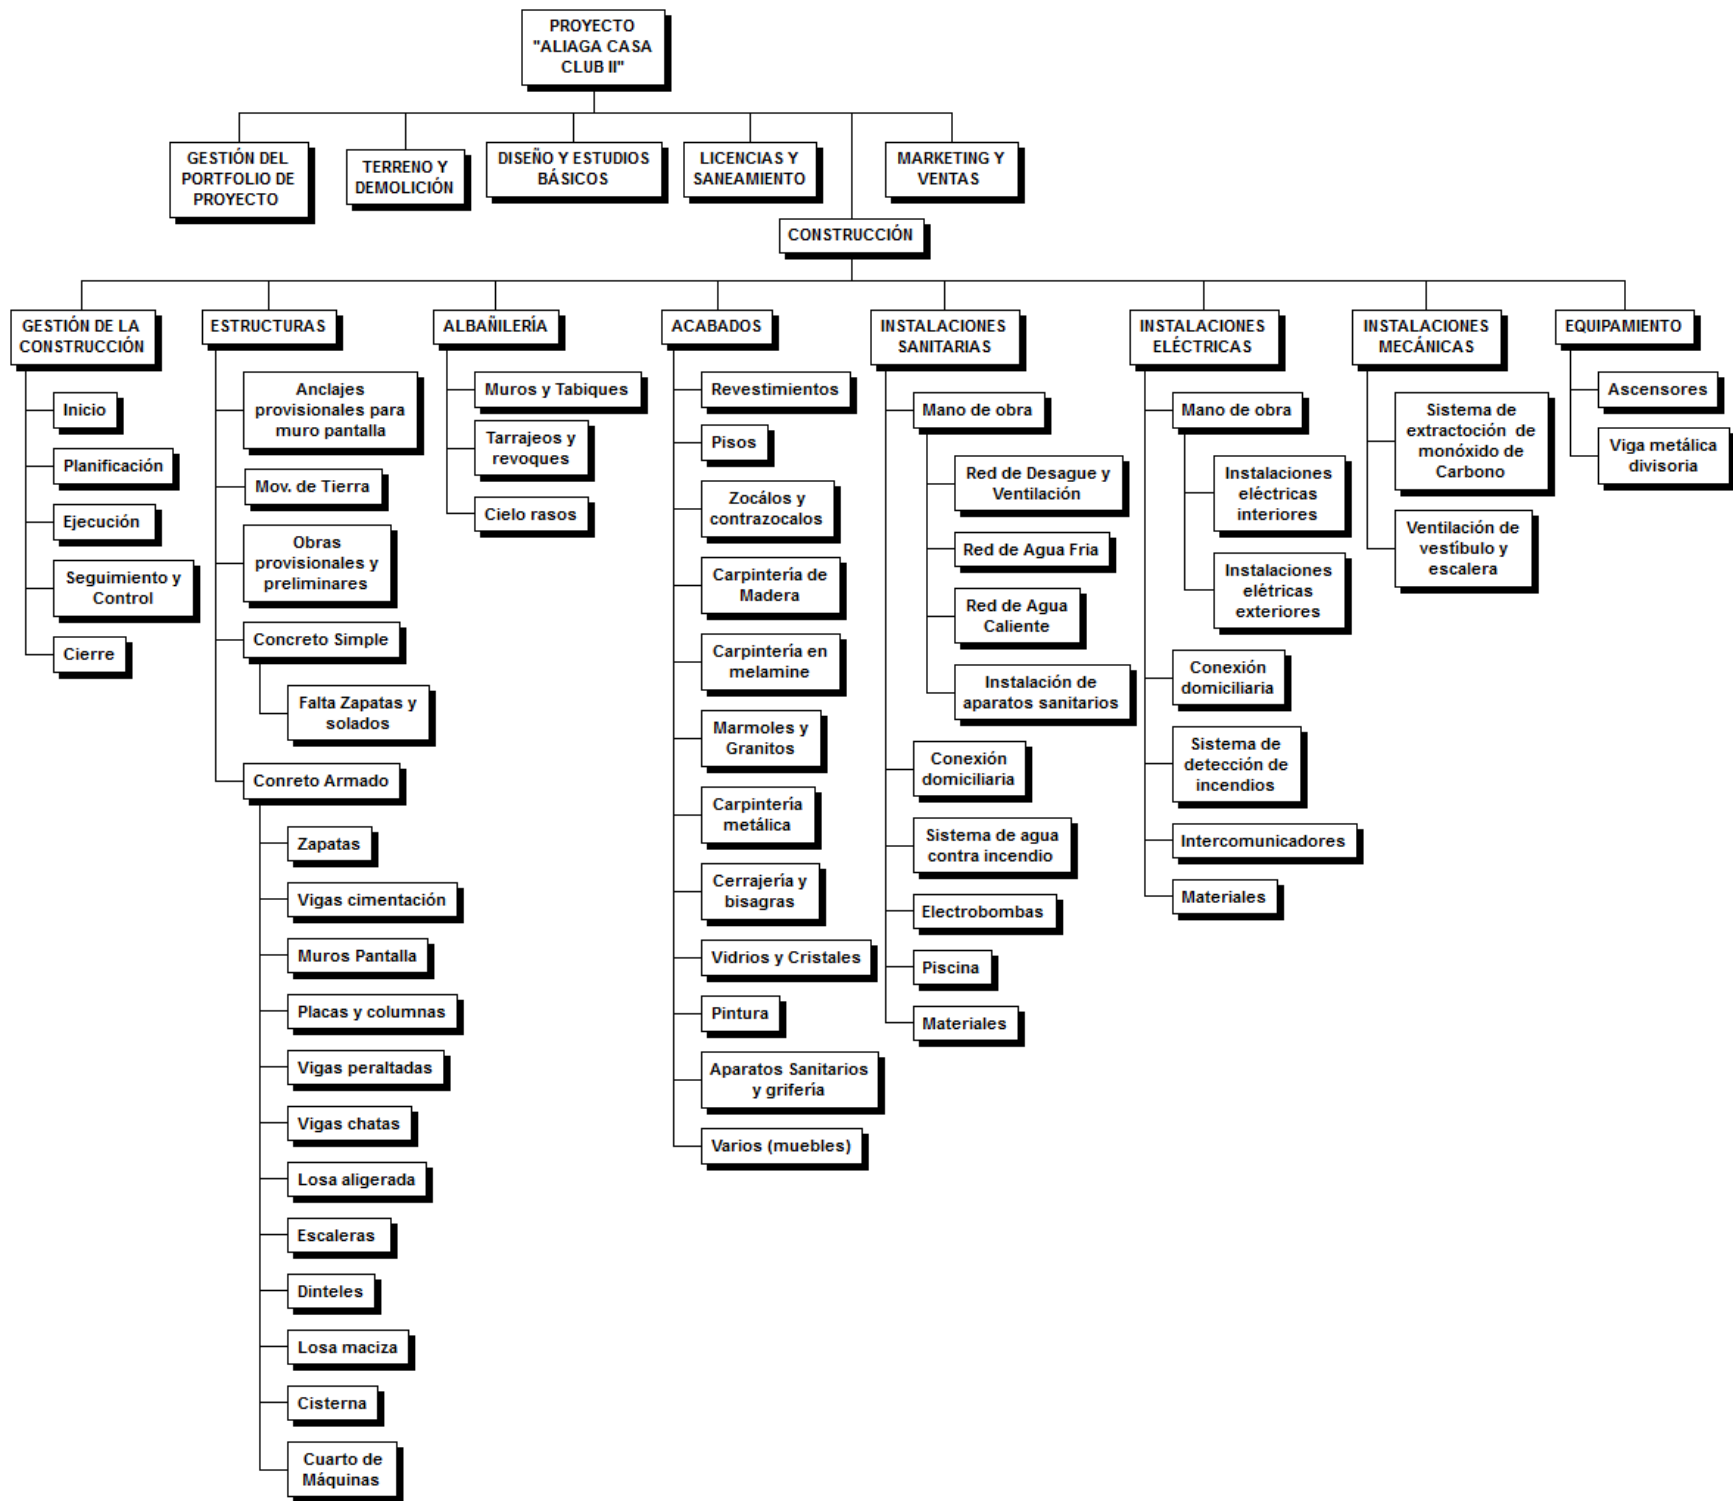 PROYECTO
"ALIAGA CASA
CLUB II"
GESTIÓN DEL
PORTFOLIO DE
PROYECTO
TERRENO Y
DEMOLICIÓN
DISEÑO Y ESTUDIOS
BÁSICOS
LICENCIAS Y
SANEAMIENTO
MARKETING Y
VENTAS
CONSTRUCCIÓN
GESTIÓN DE LA
CONSTRUCCIÓN
Inicio
Planificación
Ejecución
Seguimiento y
Control
Cierre
ESTRUCTURAS
Anclajes
provisionales para
muro pantalla
Mov. de Tierra
Obras
provisionales y
preliminares
Concreto Simple
Falta Zapatas y
solados
Conreto Armado
Zapatas
Vigas cimentación
Muros Pantalla
Placas y columnas
Vigas peraltadas
Vigas chatas
Losa aligerada
Escaleras
Dinteles
Losa maciza
Cisterna
Cuarto de
Máquinas
ALBAÑILERÍA
Muros y Tabiques
Tarrajeos y
revoques
Cielo rasos
ACABADOS
Revestimientos
Pisos
Zocálos y
contrazocalos
Carpintería de
Madera
Carpintería en
melamine
Marmoles y
Granitos
Carpintería
metálica
Cerrajería y
bisagras
Vidrios y Cristales
Pintura
Aparatos Sanitarios
y grifería
Varios (muebles)
INSTALACIONES
SANITARIAS
Mano de obra
Red de Desague y
Ventilación
Red de Agua Fria
Red de Agua
Caliente
Instalación de
aparatos sanitarios
Conexión
domiciliaria
Sistema de agua
contra incendio
Electrobombas
Piscina
Materiales
INSTALACIONES
ELÉCTRICAS
Mano de obra
Instalaciones
eléctricas
interiores
Instalaciones
elétricas
exteriores
Conexión
domiciliaria
Sistema de
detección de
incendios
Intercomunicadores
Materiales
INSTALACIONES
MECÁNICAS
Sistema de
extractoción de
monóxido de
Carbono
Ventilación de
vestíbulo y
escalera
EQUIPAMIENTO
Ascensores
Viga metálica
divisoria